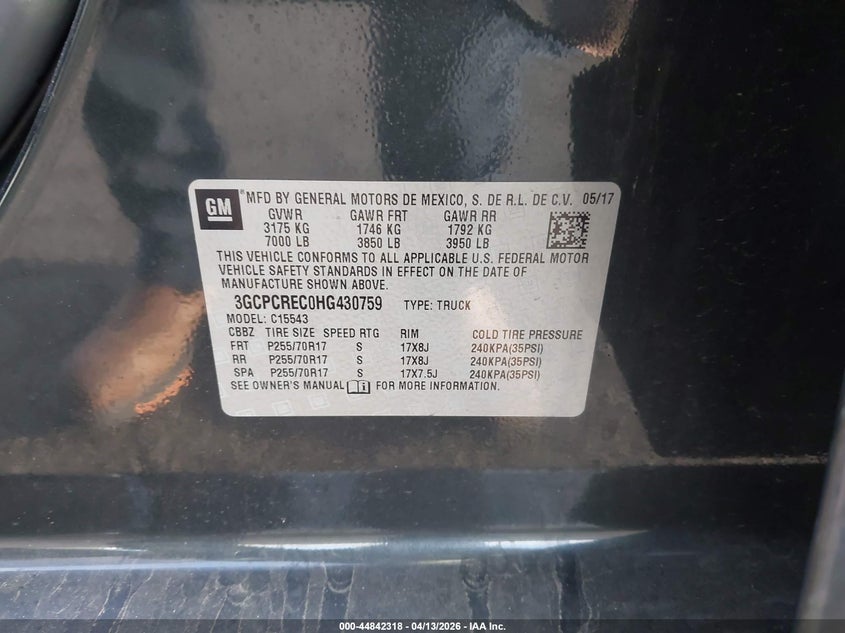 GM ® MFD BY GENERAL MOTORS DE MEXICO, S. DE R.L. DE C.V. 05/17
GVWR GAWR FRT GAWR RR
3175 KG 1746 KG 1792 KG
7000 LB 3850 LB 3950 LB
THIS VEHICLE CONFORMS TO ALL APPLICABLE U.S. FEDERAL MOTOR
VEHICLE SAFETY STANDARDS IN EFFECT ON THE DATE OF
MANUFACTURE SHOWN ABOVE.
3GCPCREC0HG430759 TYPE: TRUCK
MODEL: C15543
CBBZ TIRE SIZE SPEED RTG RIM COLD TIRE PRESSURE
FRT P255/70R17 S 17X8J 240KPA(35PSI)
RR P255/70R17 S 17X8J 240KPA(35PSI)
SPA P255/70R17 S 17X7.5J 240KPA(35PSI)
SEE OWNER'S MANUAL FOR MORE INFORMATION.
000-44842318 - 04/13/2026 - IAA Inc.